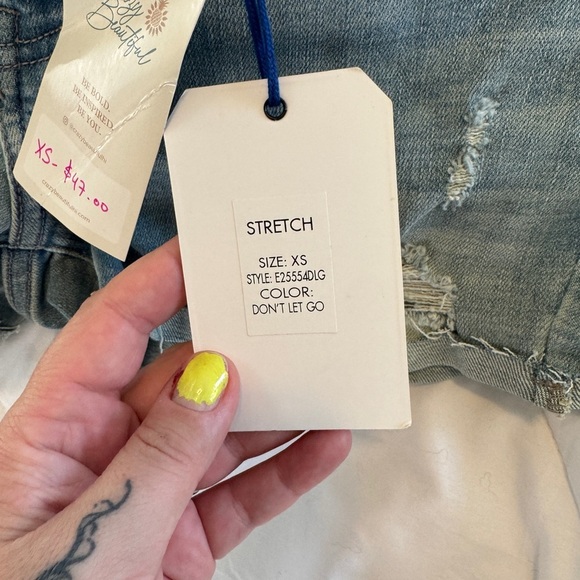 Beautiful
BE BOLD.
BE INSPIRED.
BE YOU.
XS- $47.00
STRETCH
SIZE: XS
STYLE: E25554DLG
COLOR:
DON'T LET GO